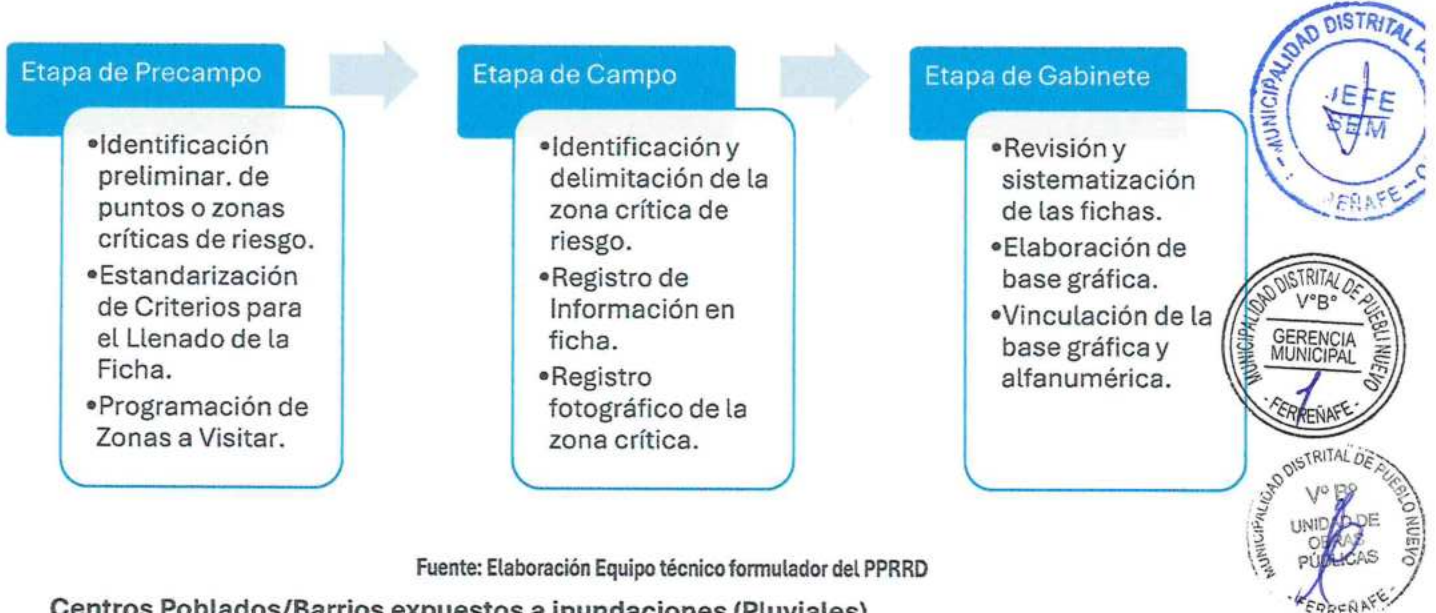 Etapa de Precampo
•Identificación
preliminar. de
puntos o zonas
críticas de riesgo.
•Estandarización
de Criterios para
el Llenado de la
Ficha.
•Programación de
Zonas a Visitar.
Etapa de Campo
•Identificación y
delimitación de la
zona crítica de
riesgo.
•Registro de
Información en
ficha.
•Registro
fotográfico de la
zona crítica.
Etapa de Gabinete
•Revisión y
sistematización
de las fichas.
•Elaboración de
base gráfica.
•Vinculación de la
base gráfica y
alfanumérica.
MUNICIPALIDAD DISTRITAL
JEFE
MUNICIPALIDAD DISTRITAL DE PUEBLI NUEVO
V°B°
GERENCIA
MUNICIPAL
- FERREÑAFE -
MUNICIPALIDAD DISTRITAL DE PUEBLO NUEVO
V° B°
UNIDAD DE
OBRAS
PÚBLICAS
- FERREÑAFE -
Fuente: Elaboración Equipo técnico formulador del PPRRD
Centros Poblados/Barrios expuestos a inundaciones (Pluviales)